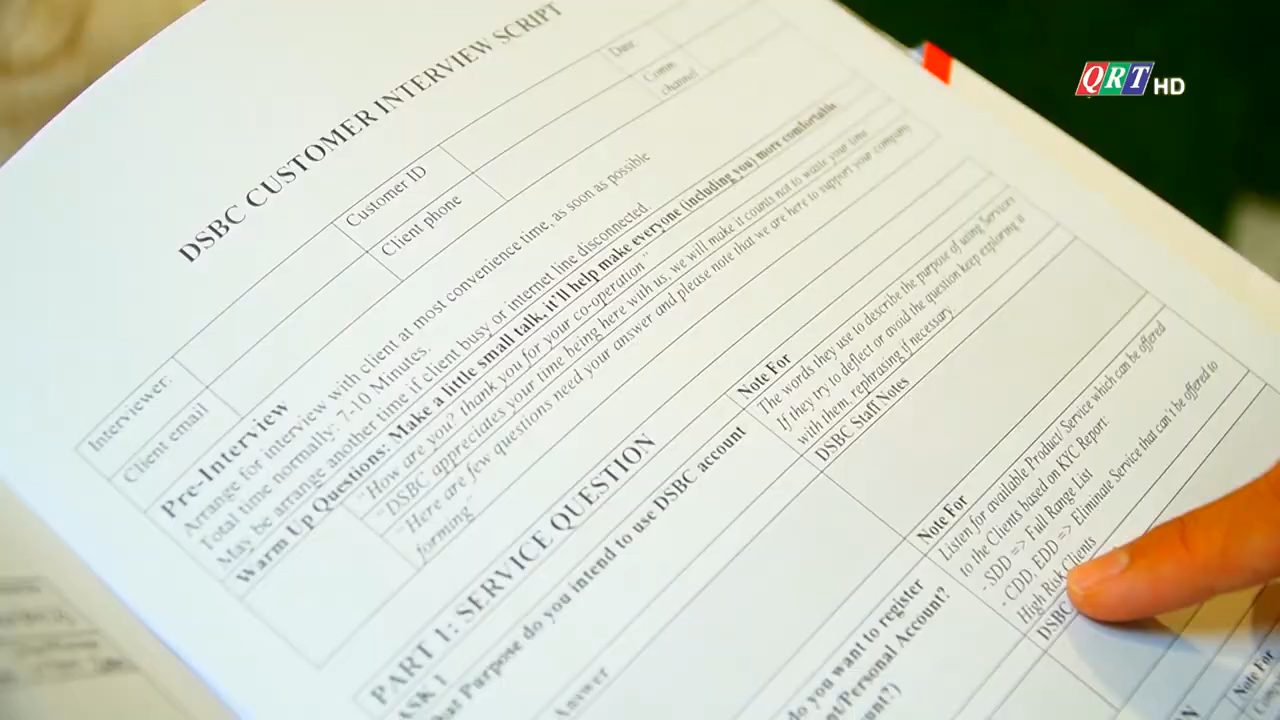 QRT HD
DSBC CUSTOMER INTERVIEW SCRIPT
Interviewer:
Customer ID
Date:
Client email
Client phone
Comm channel
Pre-Interview
Arrange for interview with client at most convenience time, as soon as possible
Total time normally: 7-10 Minutes.
May be arrange another time if client busy or internet line disconnected.
Warm Up Questions: Make a little small talk, it'll help make everyone (including you) more comfortable.
"How are you? thank you for your co-operation"
"DSBC appreciates your time being here with us, we will make it counts not to waste your time
"Here are few questions need your answer and please note that we are here to support your company
forming"
PART I: SERVICE QUESTION
ASK 1
Note For
at Purpose do you intend to use DSBC account
The words they use to describe the purpose of using Services
If they try to deflect or avoid the question keep exploring it
with them, rephrasing if necessary.
Answer
DSBC Staff Notes
Note For
do you want to register
nt/Personal Account?
unt?)
Listen for available Product/ Service which can be offered
to the Clients based on KYC Report:
- SDD => Full Range List
- CDD, EDD => Eliminate Service that can't be offered to
High Risk Clients
DSBC
Note For